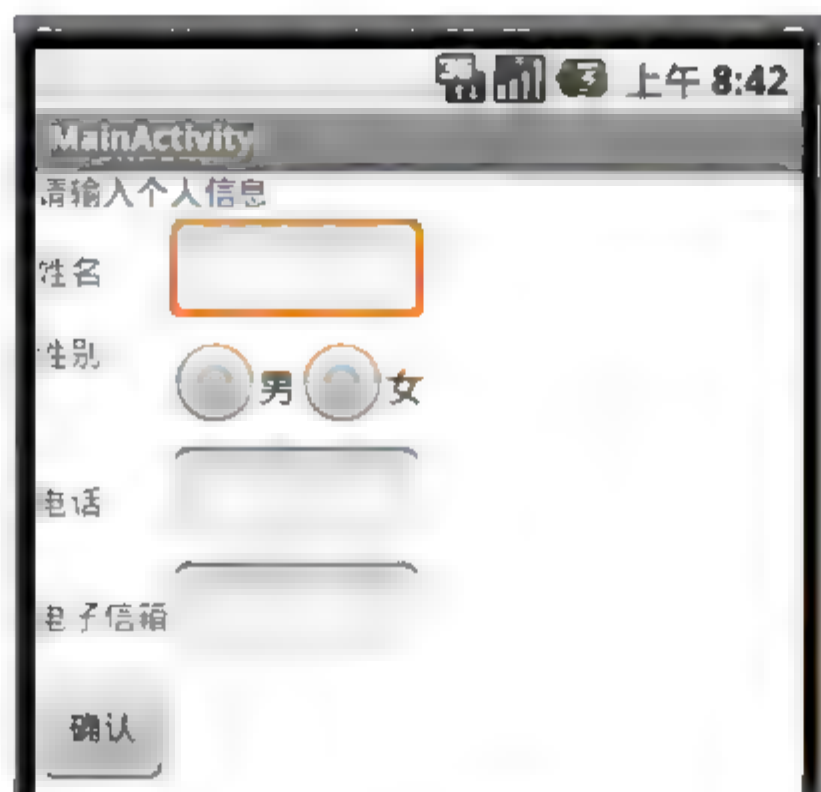 上午 8:42
MainActivity
请输入个人信息
姓名
性别
男 女
电话
电子信箱
确认